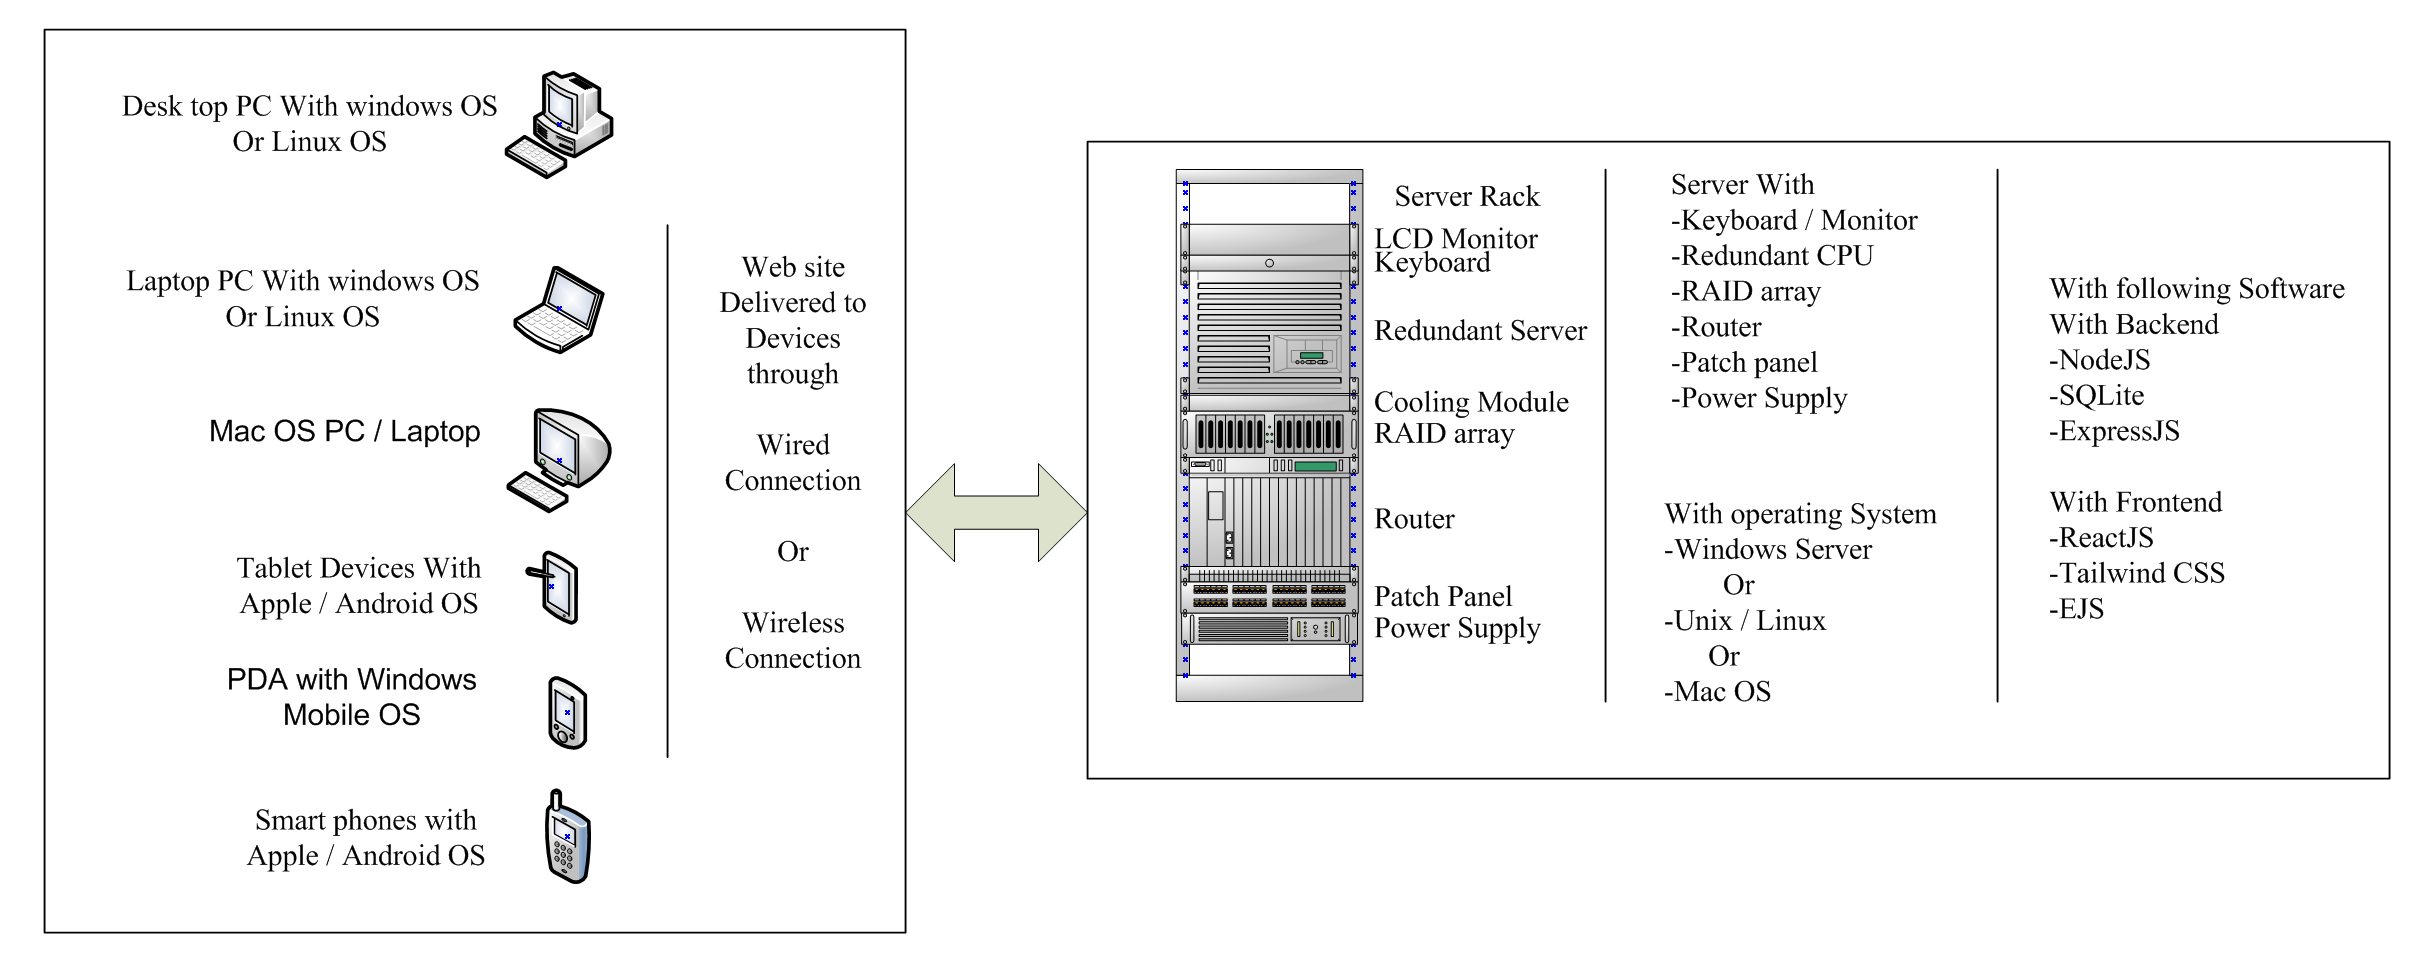 Desk top PC With windows OS
Or Linux OS
Laptop PC With windows OS
Or Linux OS
Mac OS PC / Laptop
Tablet Devices With
Apple / Android OS
PDA with Windows
Mobile OS
Smart phones with
Apple / Android OS
Web site
Delivered to
Devices
through
Wired
Connection
Or
Wireless
Connection
Server Rack
LCD Monitor
Keyboard
Redundant Server
Cooling Module
RAID array
Router
Patch Panel
Power Supply
Server With
-Keyboard / Monitor
-Redundant CPU
-RAID array
-Router
-Patch panel
-Power Supply
With operating System
-Windows Server
Or
-Unix / Linux
Or
-Mac OS
With following Software
With Backend
-NodeJS
-SQLite
-ExpressJS
With Frontend
-ReactJS
-Tailwind CSS
-EJS